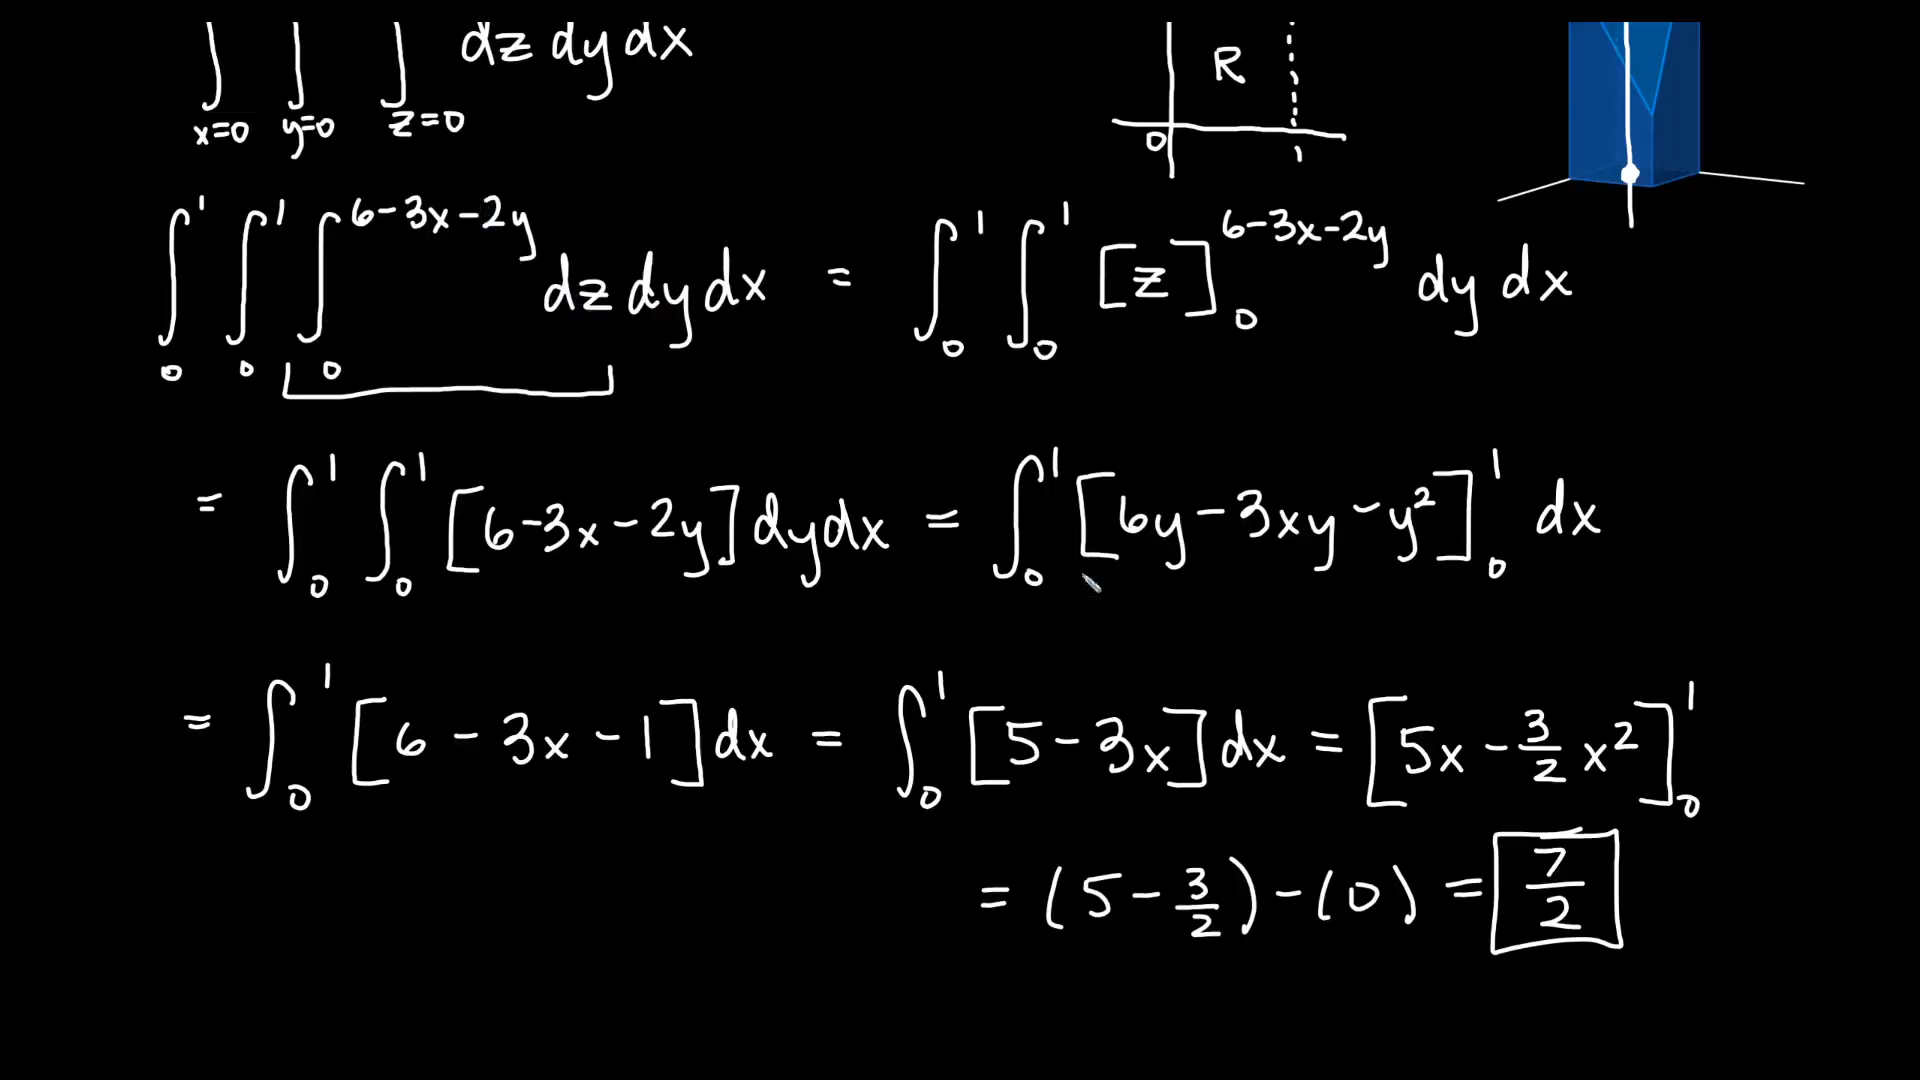 ∫ ∫ ∫ dz dy dx
x=0 y=0 z=0
R
0 1
∫₀¹ ∫₀¹ ∫₀^(6-3x-2y) dz dy dx = ∫₀¹ ∫₀¹ [z]₀^(6-3x-2y) dy dx
= ∫₀¹ ∫₀¹ [6-3x-2y] dy dx = ∫₀¹ [6y-3xy-y²]₀¹ dx
= ∫₀¹ [6-3x-1] dx = ∫₀¹ [5-3x] dx = [5x-3/2 x²]₀¹
= (5-3/2)-(0) = 7/2